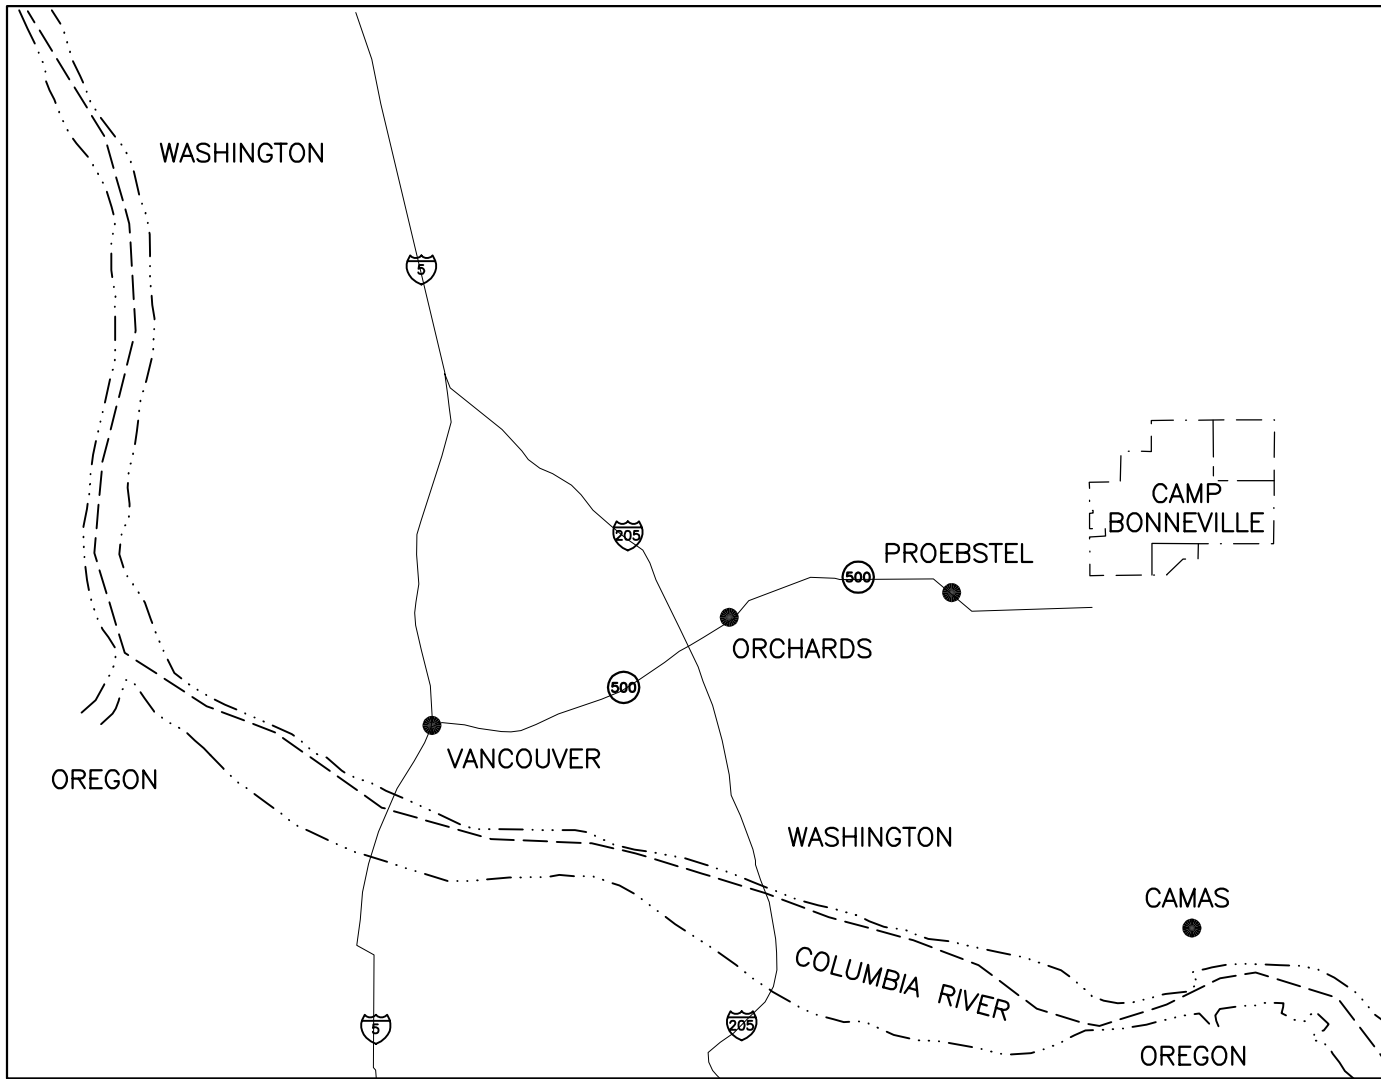 WASHINGTON
5
CAMP
BONNEVILLE
205
PROEBSTEL
500
ORCHARDS
500
VANCOUVER
OREGON
WASHINGTON
CAMAS
COLUMBIA RIVER
5
205
OREGON